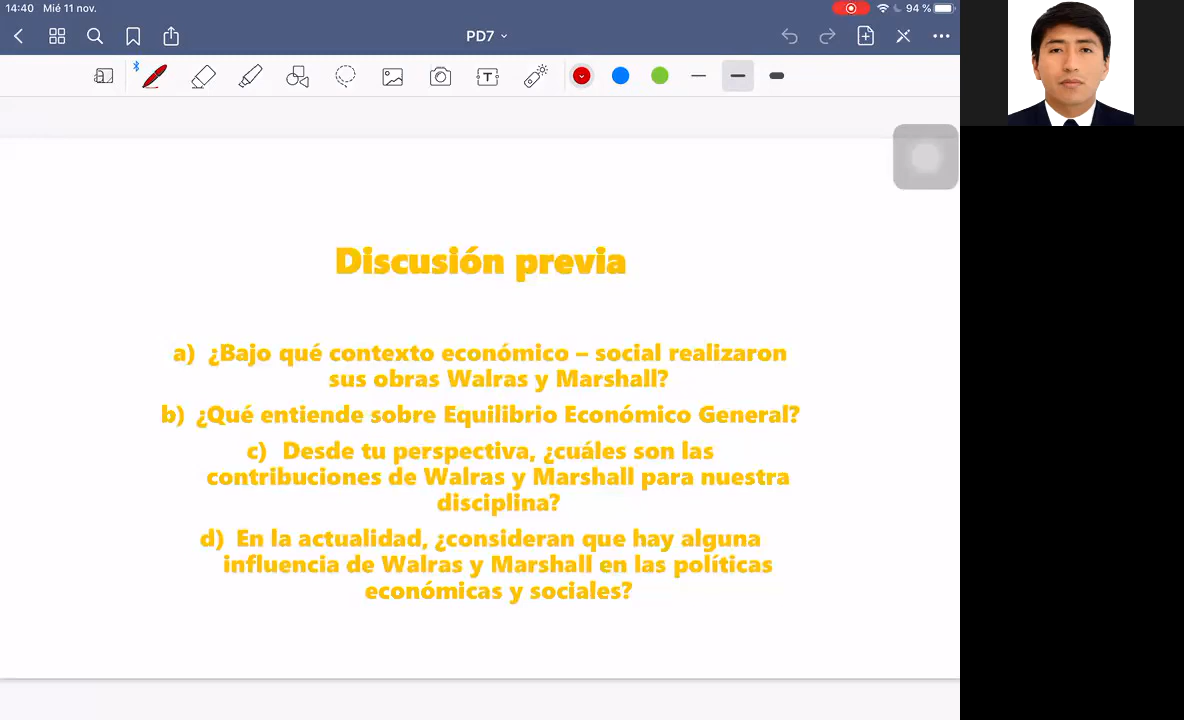 14:40 Mié 11 nov.
94 %
PD7
T
Discusión previa
a) ¿Bajo qué contexto económico – social realizaron
sus obras Walras y Marshall?
b) ¿Qué entiende sobre Equilibrio Económico General?
c) Desde tu perspectiva, ¿cuáles son las
contribuciones de Walras y Marshall para nuestra
disciplina?
d) En la actualidad, ¿consideran que hay alguna
influencia de Walras y Marshall en las políticas
económicas y sociales?